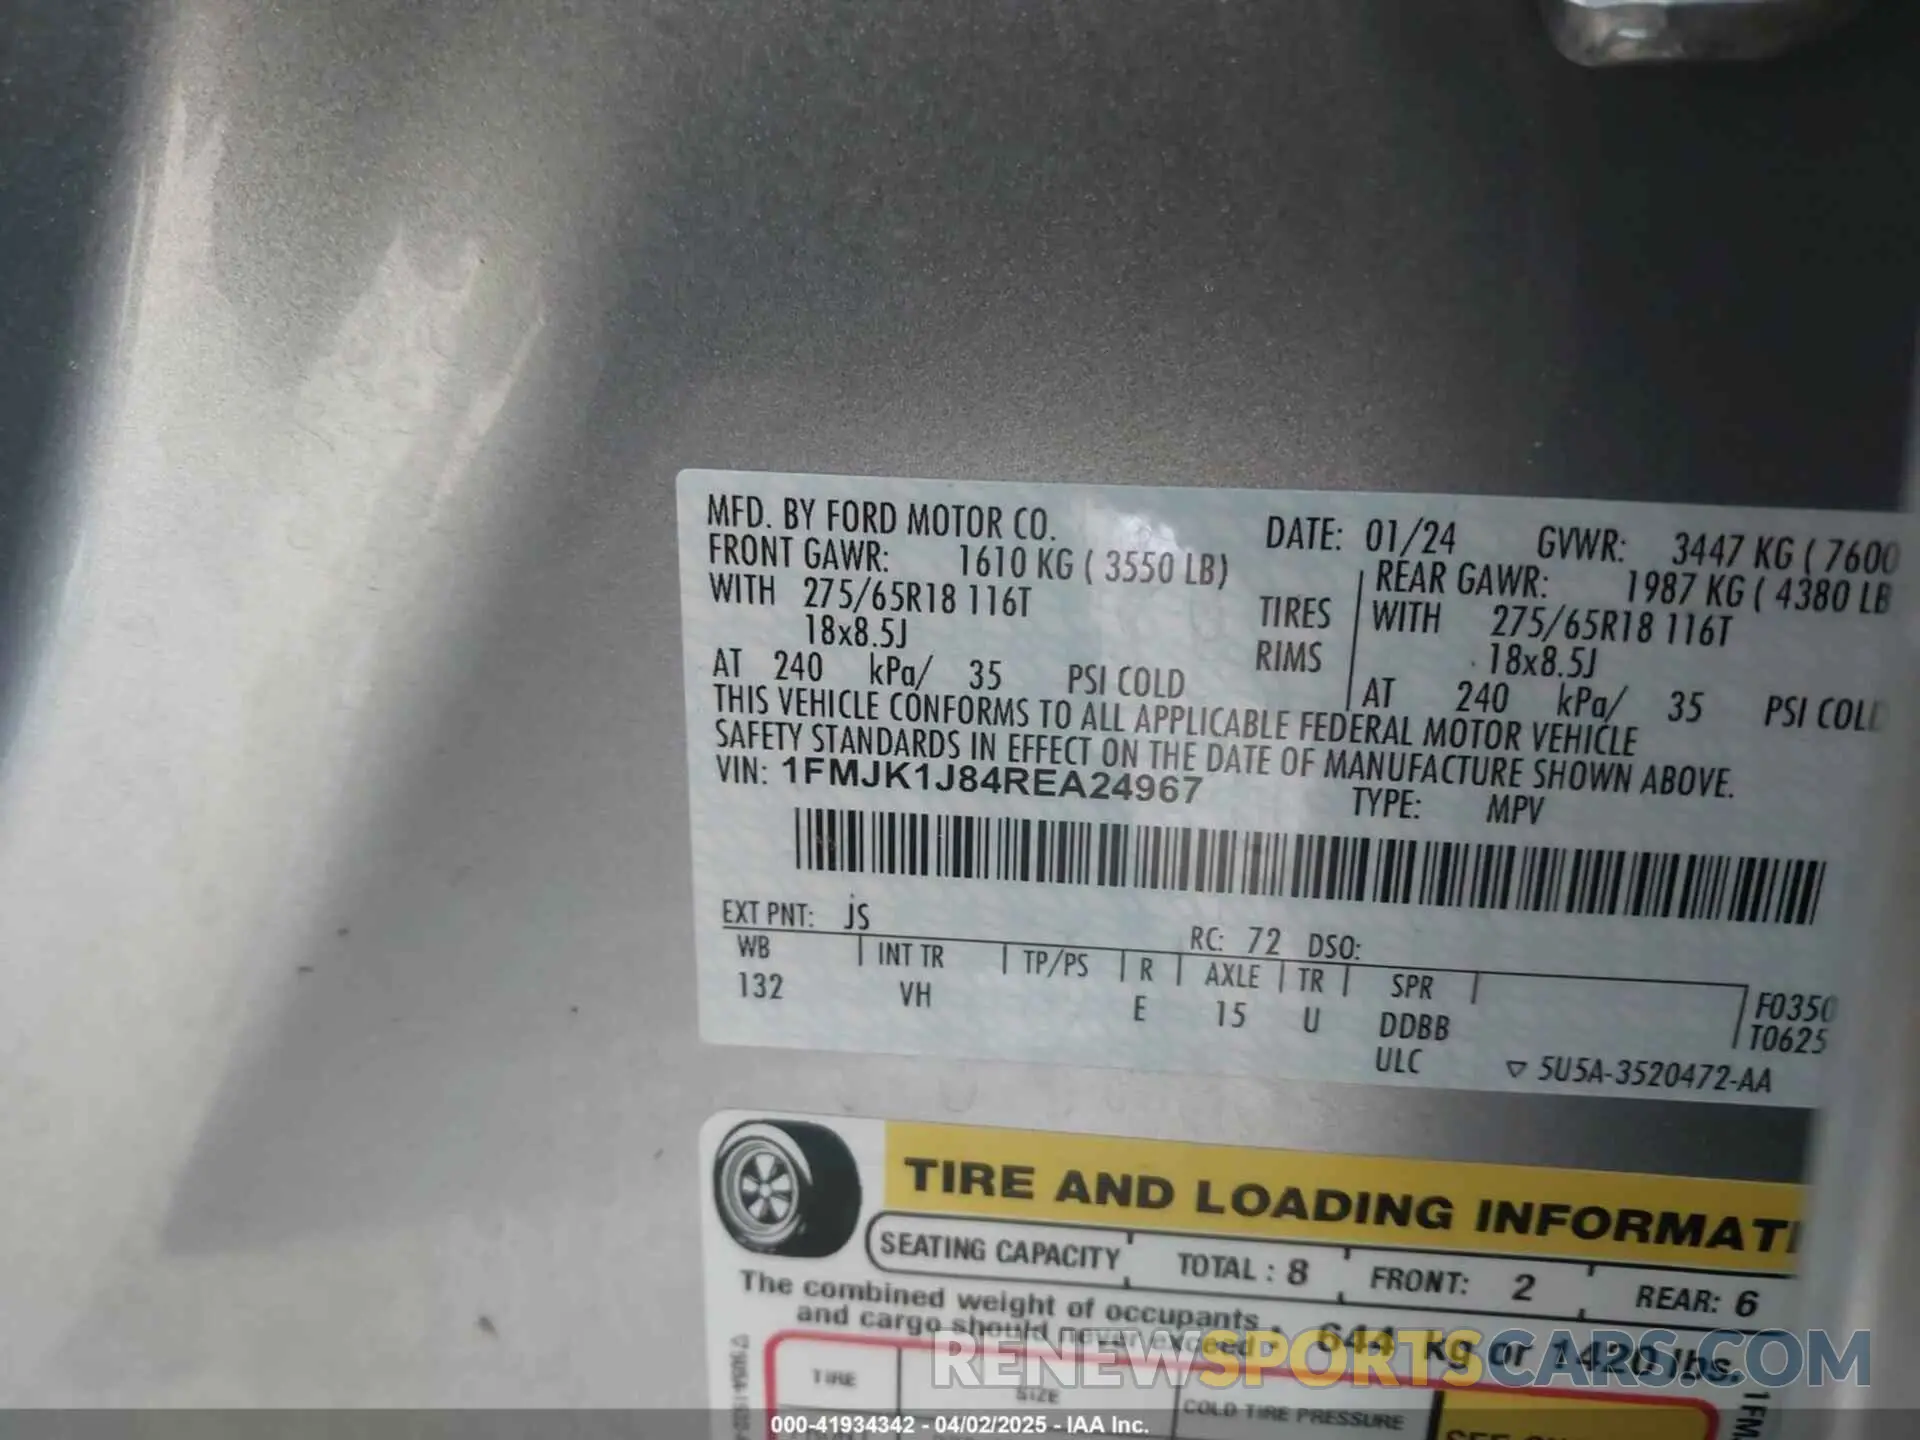 MFD. BY FORD MOTOR CO. DATE: 01/24 GVWR: 3447 KG ( 7600
FRONT GAWR: 1610 KG ( 3550 LB) REAR GAWR: 1987 KG ( 4380 LB
WITH 275/65R18 116T TIRES WITH 275/65R18 116T
18x8.5J RIMS 18x8.5J
AT 240 kPa/ 35 PSI COLD AT 240 kPa/ 35 PSI COLD
THIS VEHICLE CONFORMS TO ALL APPLICABLE FEDERAL MOTOR VEHICLE
SAFETY STANDARDS IN EFFECT ON THE DATE OF MANUFACTURE SHOWN ABOVE.
VIN: 1FMJK1J84REA24967 TYPE: MPV
EXT PNT: js RC: 72 DSO:
WB INT TR TP/PS R AXLE TR SPR F0350
132 VH E 15 U DDBB T0625
ULC ▽ 5U5A-3520472-AA
TIRE AND LOADING INFORMATI
SEATING CAPACITY TOTAL : 8 FRONT: 2 REAR: 6
The combined weight of occupants
and cargo should never exceed : 644 kg or 1420 lbs.
RENEWSPORTSCARS.COM
TIRE SIZE COLD TIRE PRESSURE
1FM
000-41934342 - 04/02/2025 - IAA Inc.